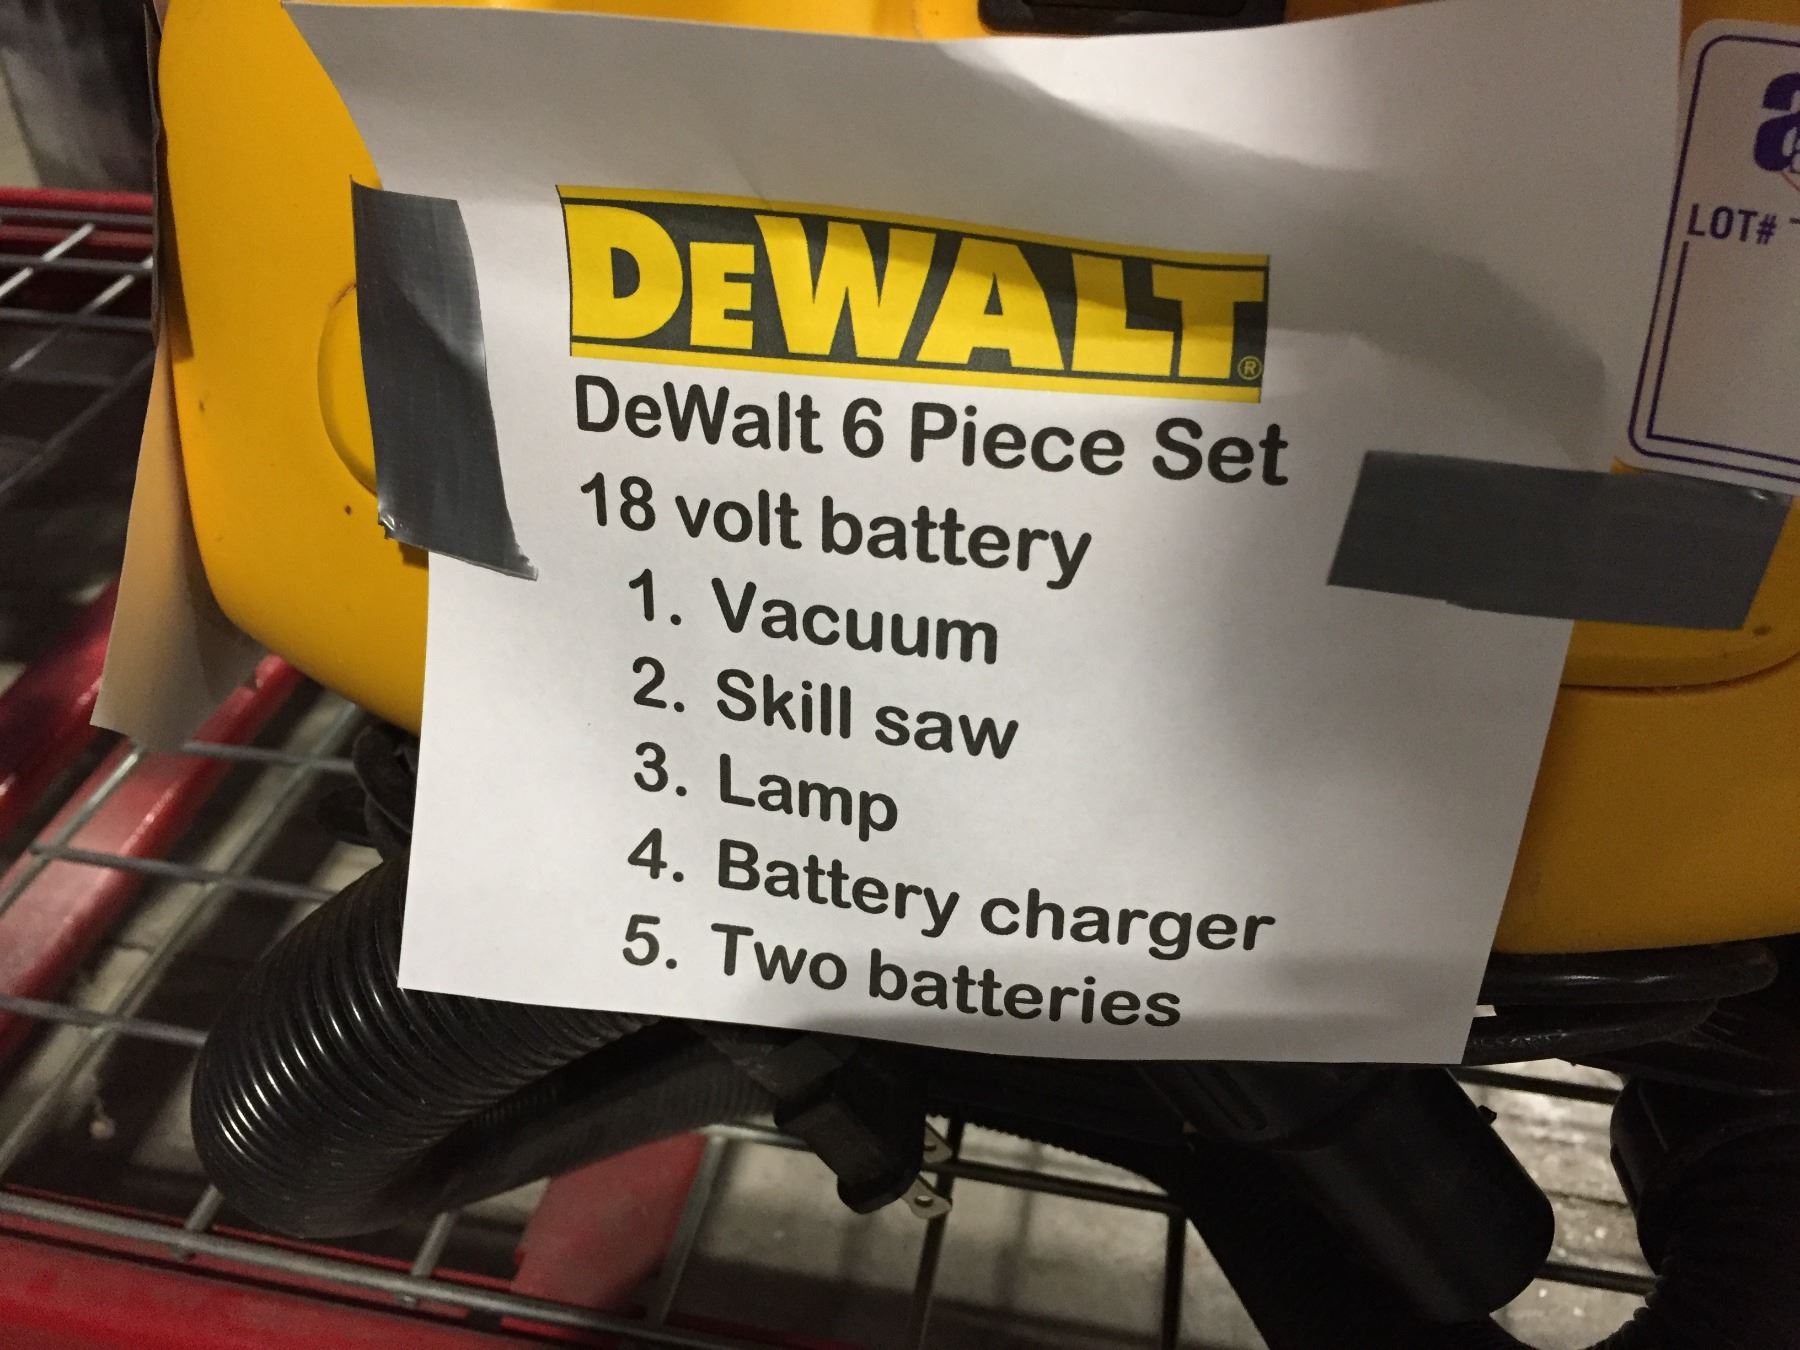 DEWALT®
DeWalt 6 Piece Set
18 volt battery
1. Vacuum
2. Skill saw
3. Lamp
4. Battery charger
5. Two batteries
LOT#